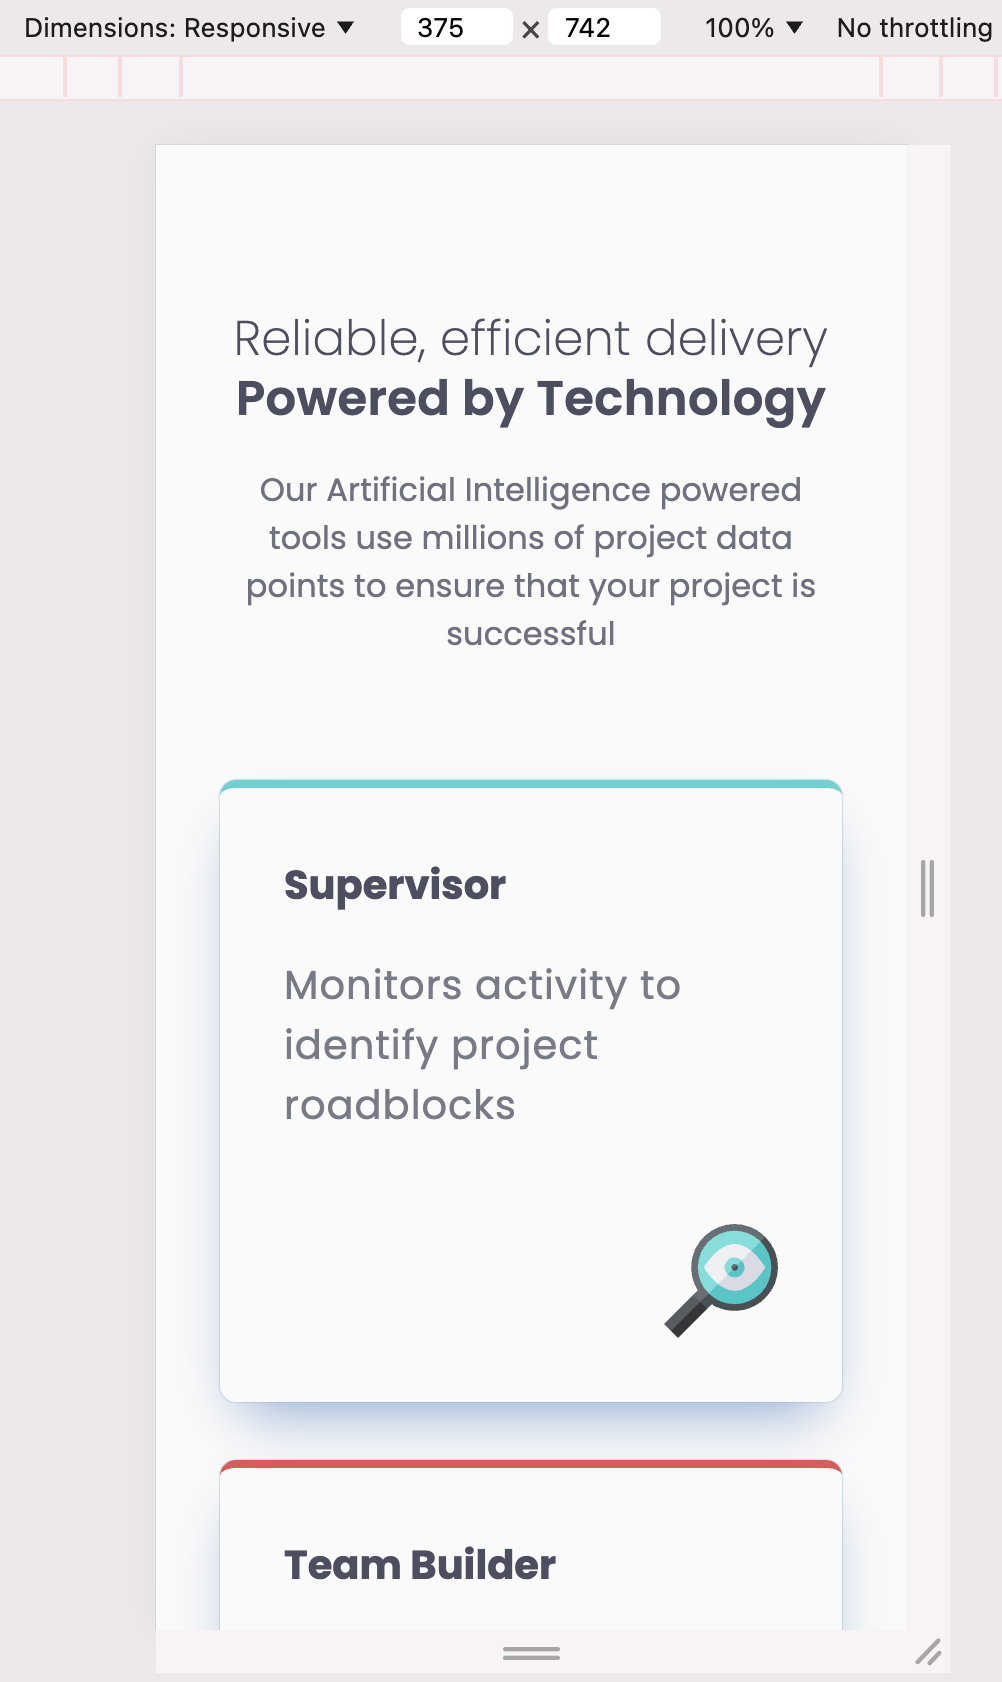 Dimensions: Responsive ▼ 375 × 742 100% ▼ No throttling
Reliable, efficient delivery
Powered by Technology
Our Artificial Intelligence powered
tools use millions of project data
points to ensure that your project is
successful
Supervisor
Monitors activity to
identify project
roadblocks
Team Builder